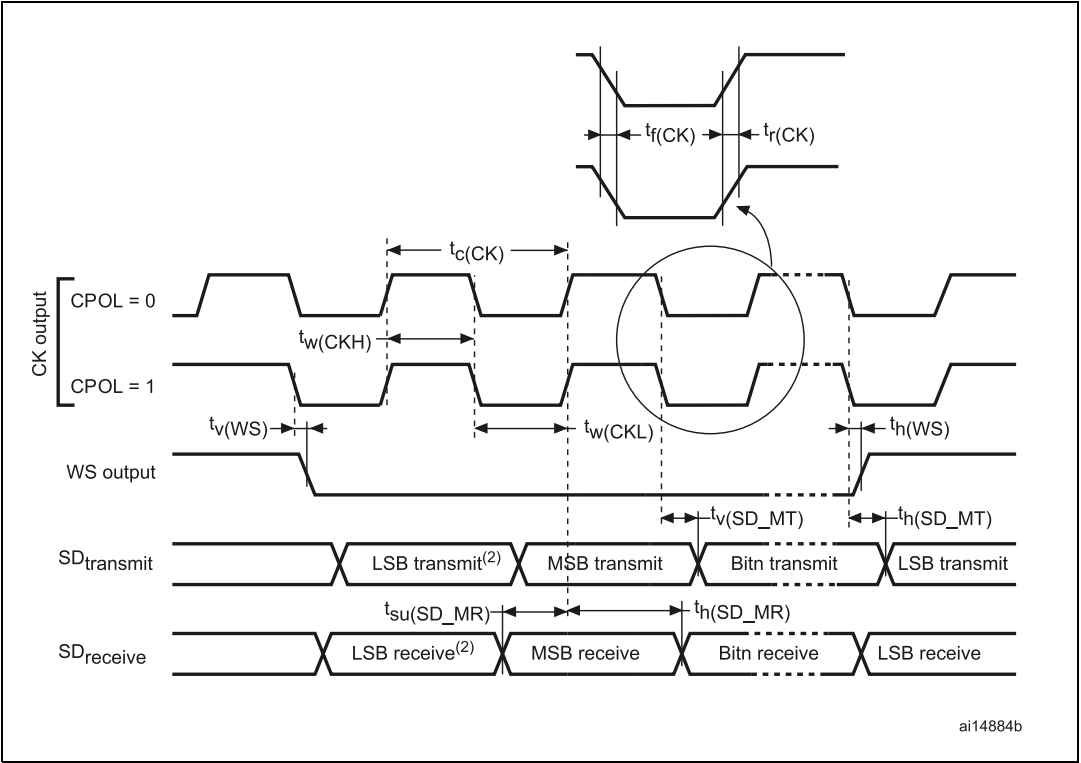 tf(CK)
tr(CK)
tc(CK)
CK output
CPOL = 0
tw(CKH)
CPOL = 1
tv(WS)
tw(CKL)
th(WS)
WS output
tv(SD_MT)
th(SD_MT)
SDtransmit
LSB transmit(2)
MSB transmit
Bitn transmit
LSB transmit
tsu(SD_MR)
th(SD_MR)
SDreceive
LSB receive(2)
MSB receive
Bitn receive
LSB receive
ai14884b